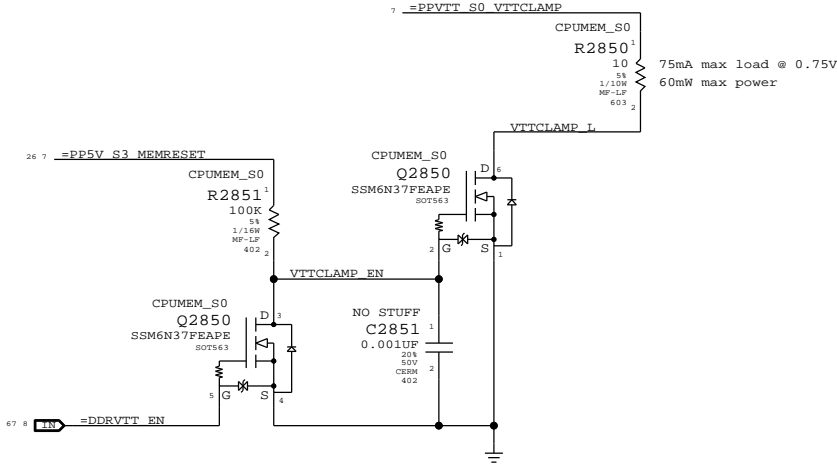 7 =PPVTT_S0_VTTCLAMP
CPUMEM_S0
R2850 1
10
5%
1/10W
MF-LF
603
2
75mA max load @ 0.75V
60mW max power
VTTCLAMP_L
26 7 =PP5V_S3_MEMRESET
CPUMEM_S0
R2851 1
100K
5%
1/16W
MF-LF
402
2
CPUMEM_S0
Q2850
SSM6N37FEAPE
SOT563
D 6
2 G S 1
VTTCLAMP_EN
CPUMEM_S0
Q2850
SSM6N37FEAPE
SOT563
D 3
5 G S 4
NO STUFF
C2851 1
0.001UF
20%
50V
CERM
402
2
67 8 IN =DDRVTT_EN